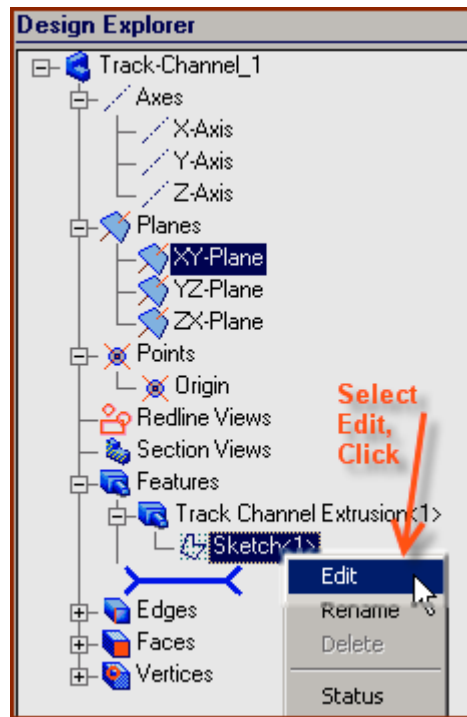 Design Explorer
Track-Channel_1
Axes
X-Axis
Y-Axis
Z-Axis
Planes
XY-Plane
YZ-Plane
ZX-Plane
Points
Origin
Redline Views
Section Views
Features
Track Channel Extrusion<1>
Sketch<1>
Edges
Faces
Vertices
Select
Edit,
Click
Edit
Rename
Delete
Status